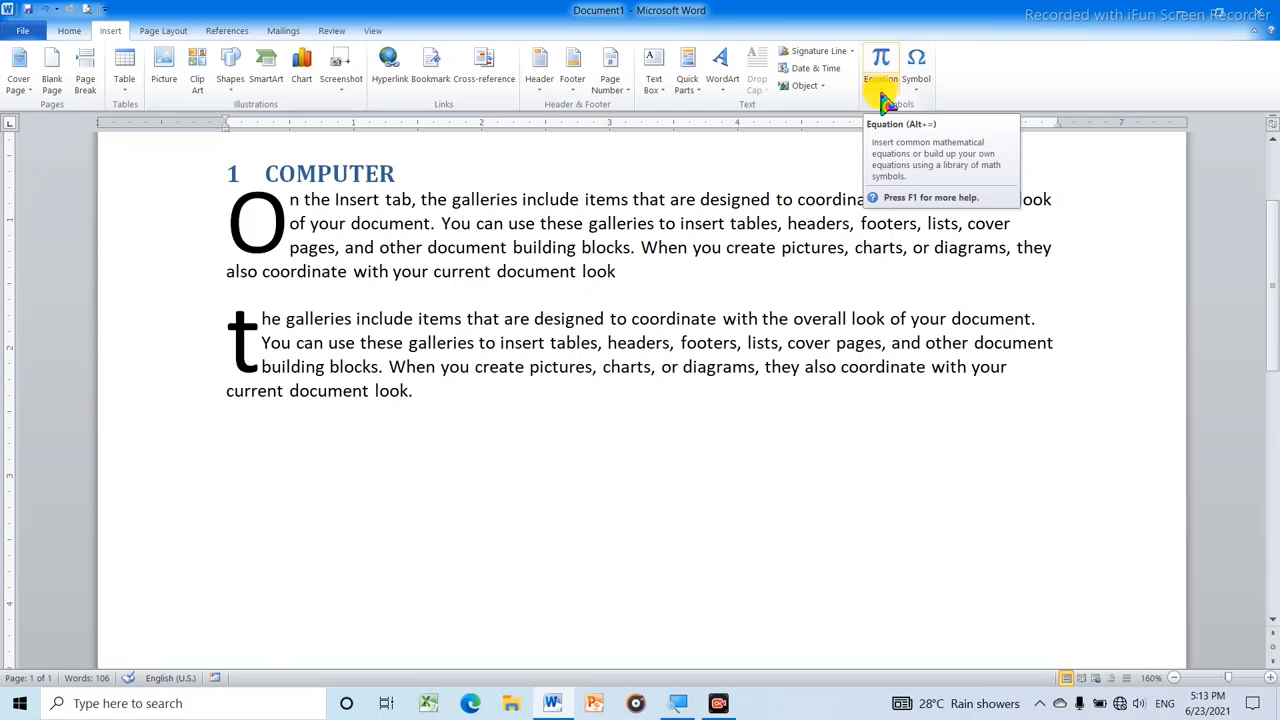 Document1 - Microsoft Word
Recorded with iFun Screen Recorder
File Home Insert Page Layout References Mailings Review View
Cover Page
Blank Page
Page Break
Table
Picture
Clip Art
Shapes
SmartArt
Chart
Screenshot
Hyperlink
Bookmark
Cross-reference
Header
Footer
Page Number
Text Box
Quick Parts
WordArt
Drop Cap
Signature Line
Date & Time
Object
Equation
Symbol
Pages Tables Illustrations Links Header & Footer Text
Equation (Alt+=)
Insert common mathematical
equations or build up your own
equations using a library of math
symbols.
Press F1 for more help.
1 2 3 4 5 7
1 COMPUTER
On the Insert tab, the galleries include items that are designed to look
of your document. You can use these galleries to insert tables, headers, footers, lists, cover
pages, and other document building blocks. When you create pictures, charts, or diagrams, they
also coordinate with your current document look
the galleries include items that are designed to coordinate with the overall look of your document.
You can use these galleries to insert tables, headers, footers, lists, cover pages, and other document
building blocks. When you create pictures, charts, or diagrams, they also coordinate with your
current document look.
Page: 1 of 1 Words: 106 English (U.S.) 160%
Type here to search
28°C Rain showers
ENG
5:13 PM
6/23/2021